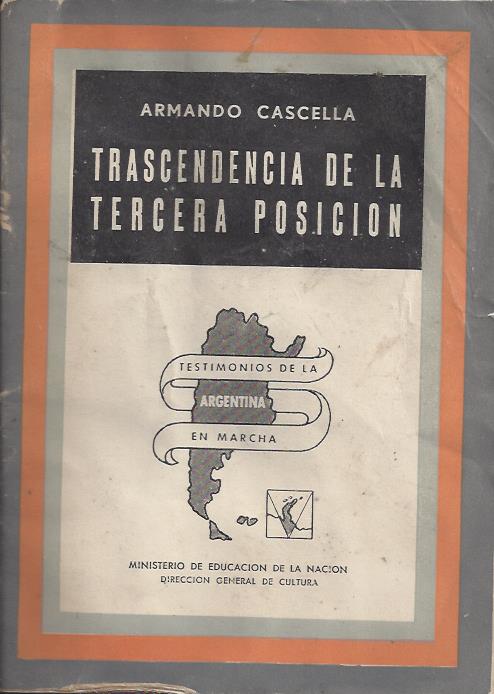 ARMANDO CASCELLA
TRASCENDENCIA DE LA
TERCERA POSICION
TESTIMONIOS DE LA
ARGENTINA
EN MARCHA
MINISTERIO DE EDUCACION DE LA NACION
DIRECCION GENERAL DE CULTURA